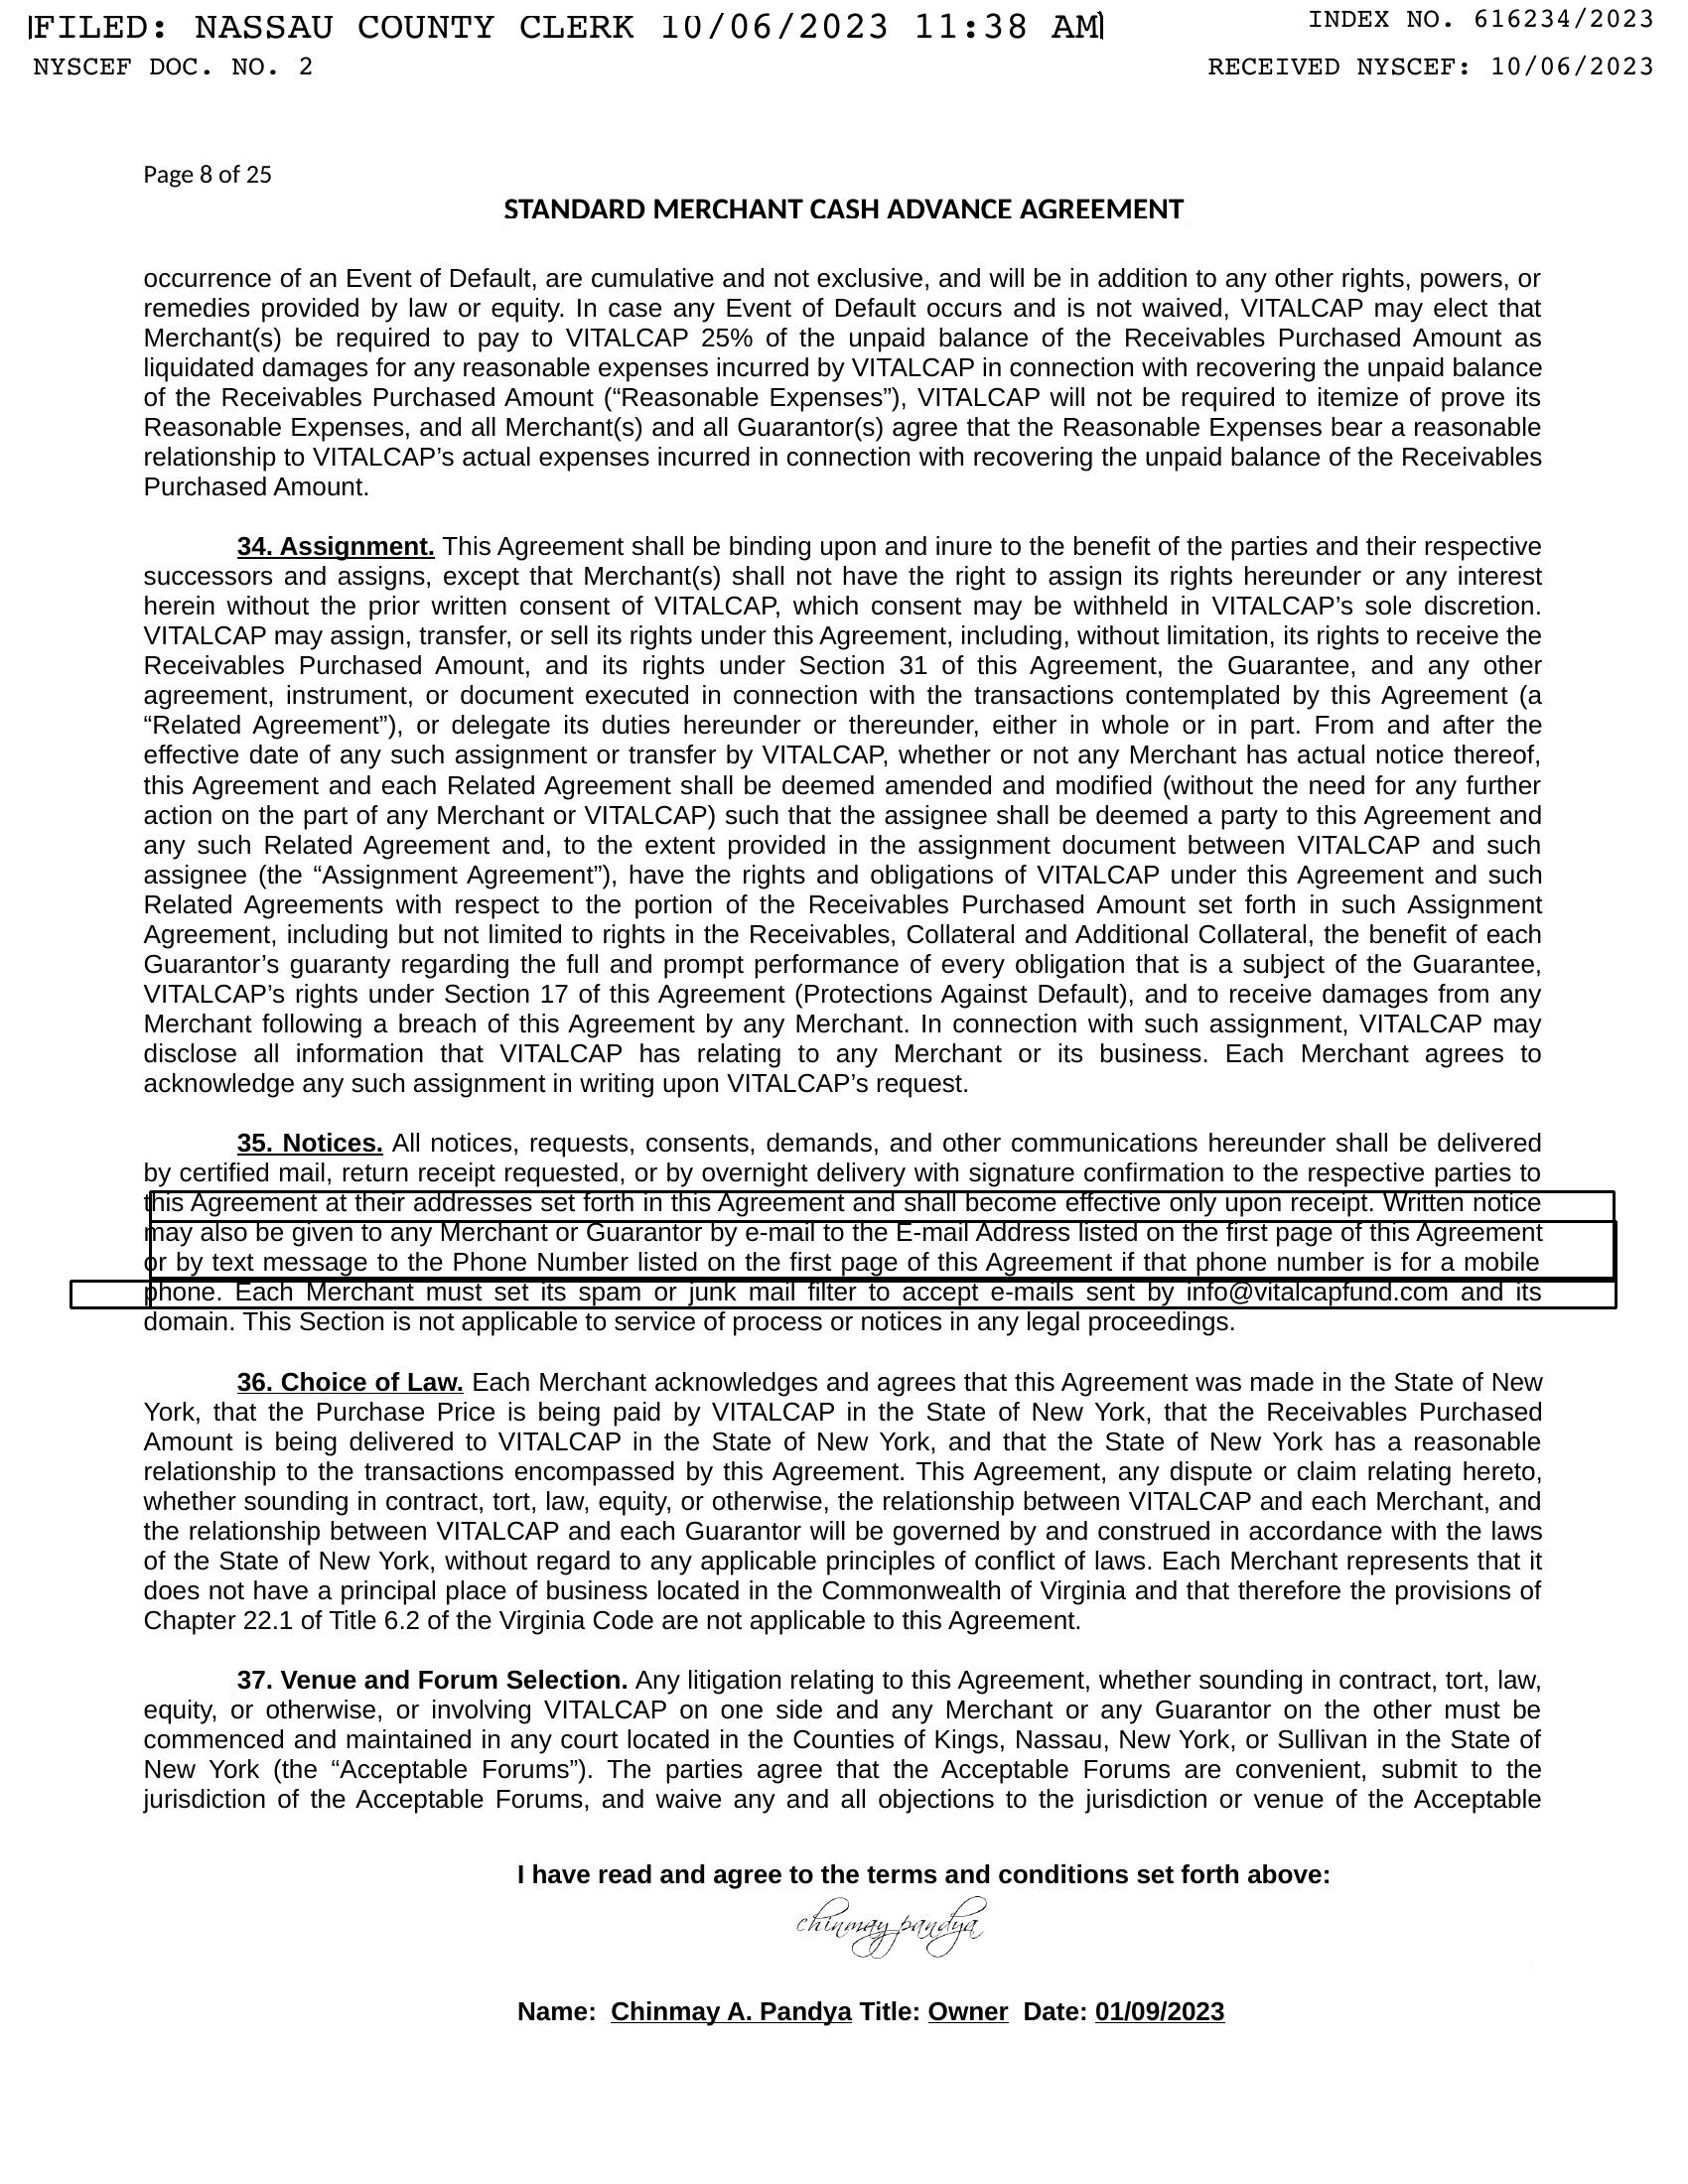 FILED: NASSAU COUNTY CLERK 10/06/2023 11:38 AM
INDEX NO. 616234/2023
NYSCEF DOC. NO. 2
RECEIVED NYSCEF: 10/06/2023
Page 8 of 25
STANDARD MERCHANT CASH ADVANCE AGREEMENT
occurrence of an Event of Default, are cumulative and not exclusive, and will be in addition to any other rights, powers, or
remedies provided by law or equity. In case any Event of Default occurs and is not waived, VITALCAP may elect that
Merchant(s) be required to pay to VITALCAP 25% of the unpaid balance of the Receivables Purchased Amount as
liquidated damages for any reasonable expenses incurred by VITALCAP in connection with recovering the unpaid balance
of the Receivables Purchased Amount (“Reasonable Expenses”), VITALCAP will not be required to itemize of prove its
Reasonable Expenses, and all Merchant(s) and all Guarantor(s) agree that the Reasonable Expenses bear a reasonable
relationship to VITALCAP’s actual expenses incurred in connection with recovering the unpaid balance of the Receivables
Purchased Amount.
34. Assignment. This Agreement shall be binding upon and inure to the benefit of the parties and their respective
successors and assigns, except that Merchant(s) shall not have the right to assign its rights hereunder or any interest
herein without the prior written consent of VITALCAP, which consent may be withheld in VITALCAP’s sole discretion.
VITALCAP may assign, transfer, or sell its rights under this Agreement, including, without limitation, its rights to receive the
Receivables Purchased Amount, and its rights under Section 31 of this Agreement, the Guarantee, and any other
agreement, instrument, or document executed in connection with the transactions contemplated by this Agreement (a
“Related Agreement”), or delegate its duties hereunder or thereunder, either in whole or in part. From and after the
effective date of any such assignment or transfer by VITALCAP, whether or not any Merchant has actual notice thereof,
this Agreement and each Related Agreement shall be deemed amended and modified (without the need for any further
action on the part of any Merchant or VITALCAP) such that the assignee shall be deemed a party to this Agreement and
any such Related Agreement and, to the extent provided in the assignment document between VITALCAP and such
assignee (the “Assignment Agreement”), have the rights and obligations of VITALCAP under this Agreement and such
Related Agreements with respect to the portion of the Receivables Purchased Amount set forth in such Assignment
Agreement, including but not limited to rights in the Receivables, Collateral and Additional Collateral, the benefit of each
Guarantor’s guaranty regarding the full and prompt performance of every obligation that is a subject of the Guarantee,
VITALCAP’s rights under Section 17 of this Agreement (Protections Against Default), and to receive damages from any
Merchant following a breach of this Agreement by any Merchant. In connection with such assignment, VITALCAP may
disclose all information that VITALCAP has relating to any Merchant or its business. Each Merchant agrees to
acknowledge any such assignment in writing upon VITALCAP’s request.
35. Notices. All notices, requests, consents, demands, and other communications hereunder shall be delivered
by certified mail, return receipt requested, or by overnight delivery with signature confirmation to the respective parties to
this Agreement at their addresses set forth in this Agreement and shall become effective only upon receipt. Written notice
may also be given to any Merchant or Guarantor by e-mail to the E-mail Address listed on the first page of this Agreement
or by text message to the Phone Number listed on the first page of this Agreement if that phone number is for a mobile
phone. Each Merchant must set its spam or junk mail filter to accept e-mails sent by info@vitalcapfund.com and its
domain. This Section is not applicable to service of process or notices in any legal proceedings.
36. Choice of Law. Each Merchant acknowledges and agrees that this Agreement was made in the State of New
York, that the Purchase Price is being paid by VITALCAP in the State of New York, that the Receivables Purchased
Amount is being delivered to VITALCAP in the State of New York, and that the State of New York has a reasonable
relationship to the transactions encompassed by this Agreement. This Agreement, any dispute or claim relating hereto,
whether sounding in contract, tort, law, equity, or otherwise, the relationship between VITALCAP and each Merchant, and
the relationship between VITALCAP and each Guarantor will be governed by and construed in accordance with the laws
of the State of New York, without regard to any applicable principles of conflict of laws. Each Merchant represents that it
does not have a principal place of business located in the Commonwealth of Virginia and that therefore the provisions of
Chapter 22.1 of Title 6.2 of the Virginia Code are not applicable to this Agreement.
37. Venue and Forum Selection. Any litigation relating to this Agreement, whether sounding in contract, tort, law,
equity, or otherwise, or involving VITALCAP on one side and any Merchant or any Guarantor on the other must be
commenced and maintained in any court located in the Counties of Kings, Nassau, New York, or Sullivan in the State of
New York (the “Acceptable Forums”). The parties agree that the Acceptable Forums are convenient, submit to the
jurisdiction of the Acceptable Forums, and waive any and all objections to the jurisdiction or venue of the Acceptable
I have read and agree to the terms and conditions set forth above:
chinmay pandya
Name: Chinmay A. Pandya Title: Owner Date: 01/09/2023